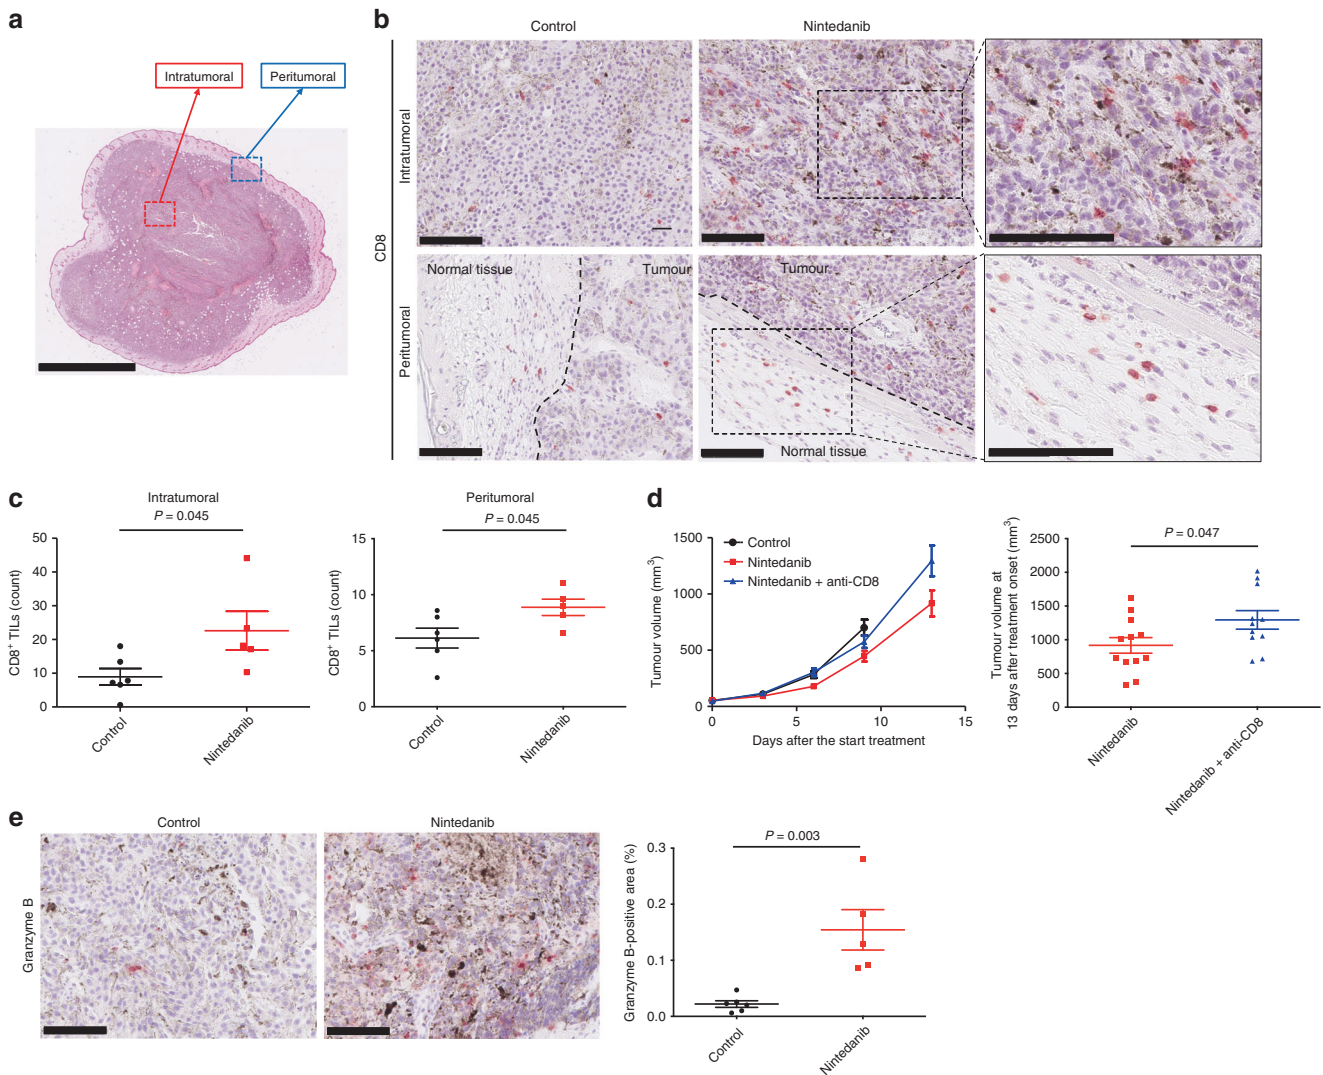 a
Intratumoral
Peritumoral
b
Control
Nintedanib
CD8
Intratumoral
Peritumoral
Normal tissue
Tumour
Tumour
Normal tissue
c
Intratumoral
P = 0.045
CD8+ TILs (count)
50
40
30
20
10
0
Control
Nintedanib
Peritumoral
P = 0.045
CD8+ TILs (count)
15
10
5
0
Control
Nintedanib
d
Control
Nintedanib
Nintedanib + anti-CD8
Tumour volume (mm3)
1500
1000
500
0
0
5
10
15
Days after the start treatment
P = 0.047
Tumour volume at
13 days after treatment onset (mm3)
2500
2000
1500
1000
500
0
Nintedanib
Nintedanib + anti-CD8
e
Control
Nintedanib
Granzyme B
P = 0.003
Granzyme B-positive area (%)
0.3
0.2
0.1
0.0
Control
Nintedanib